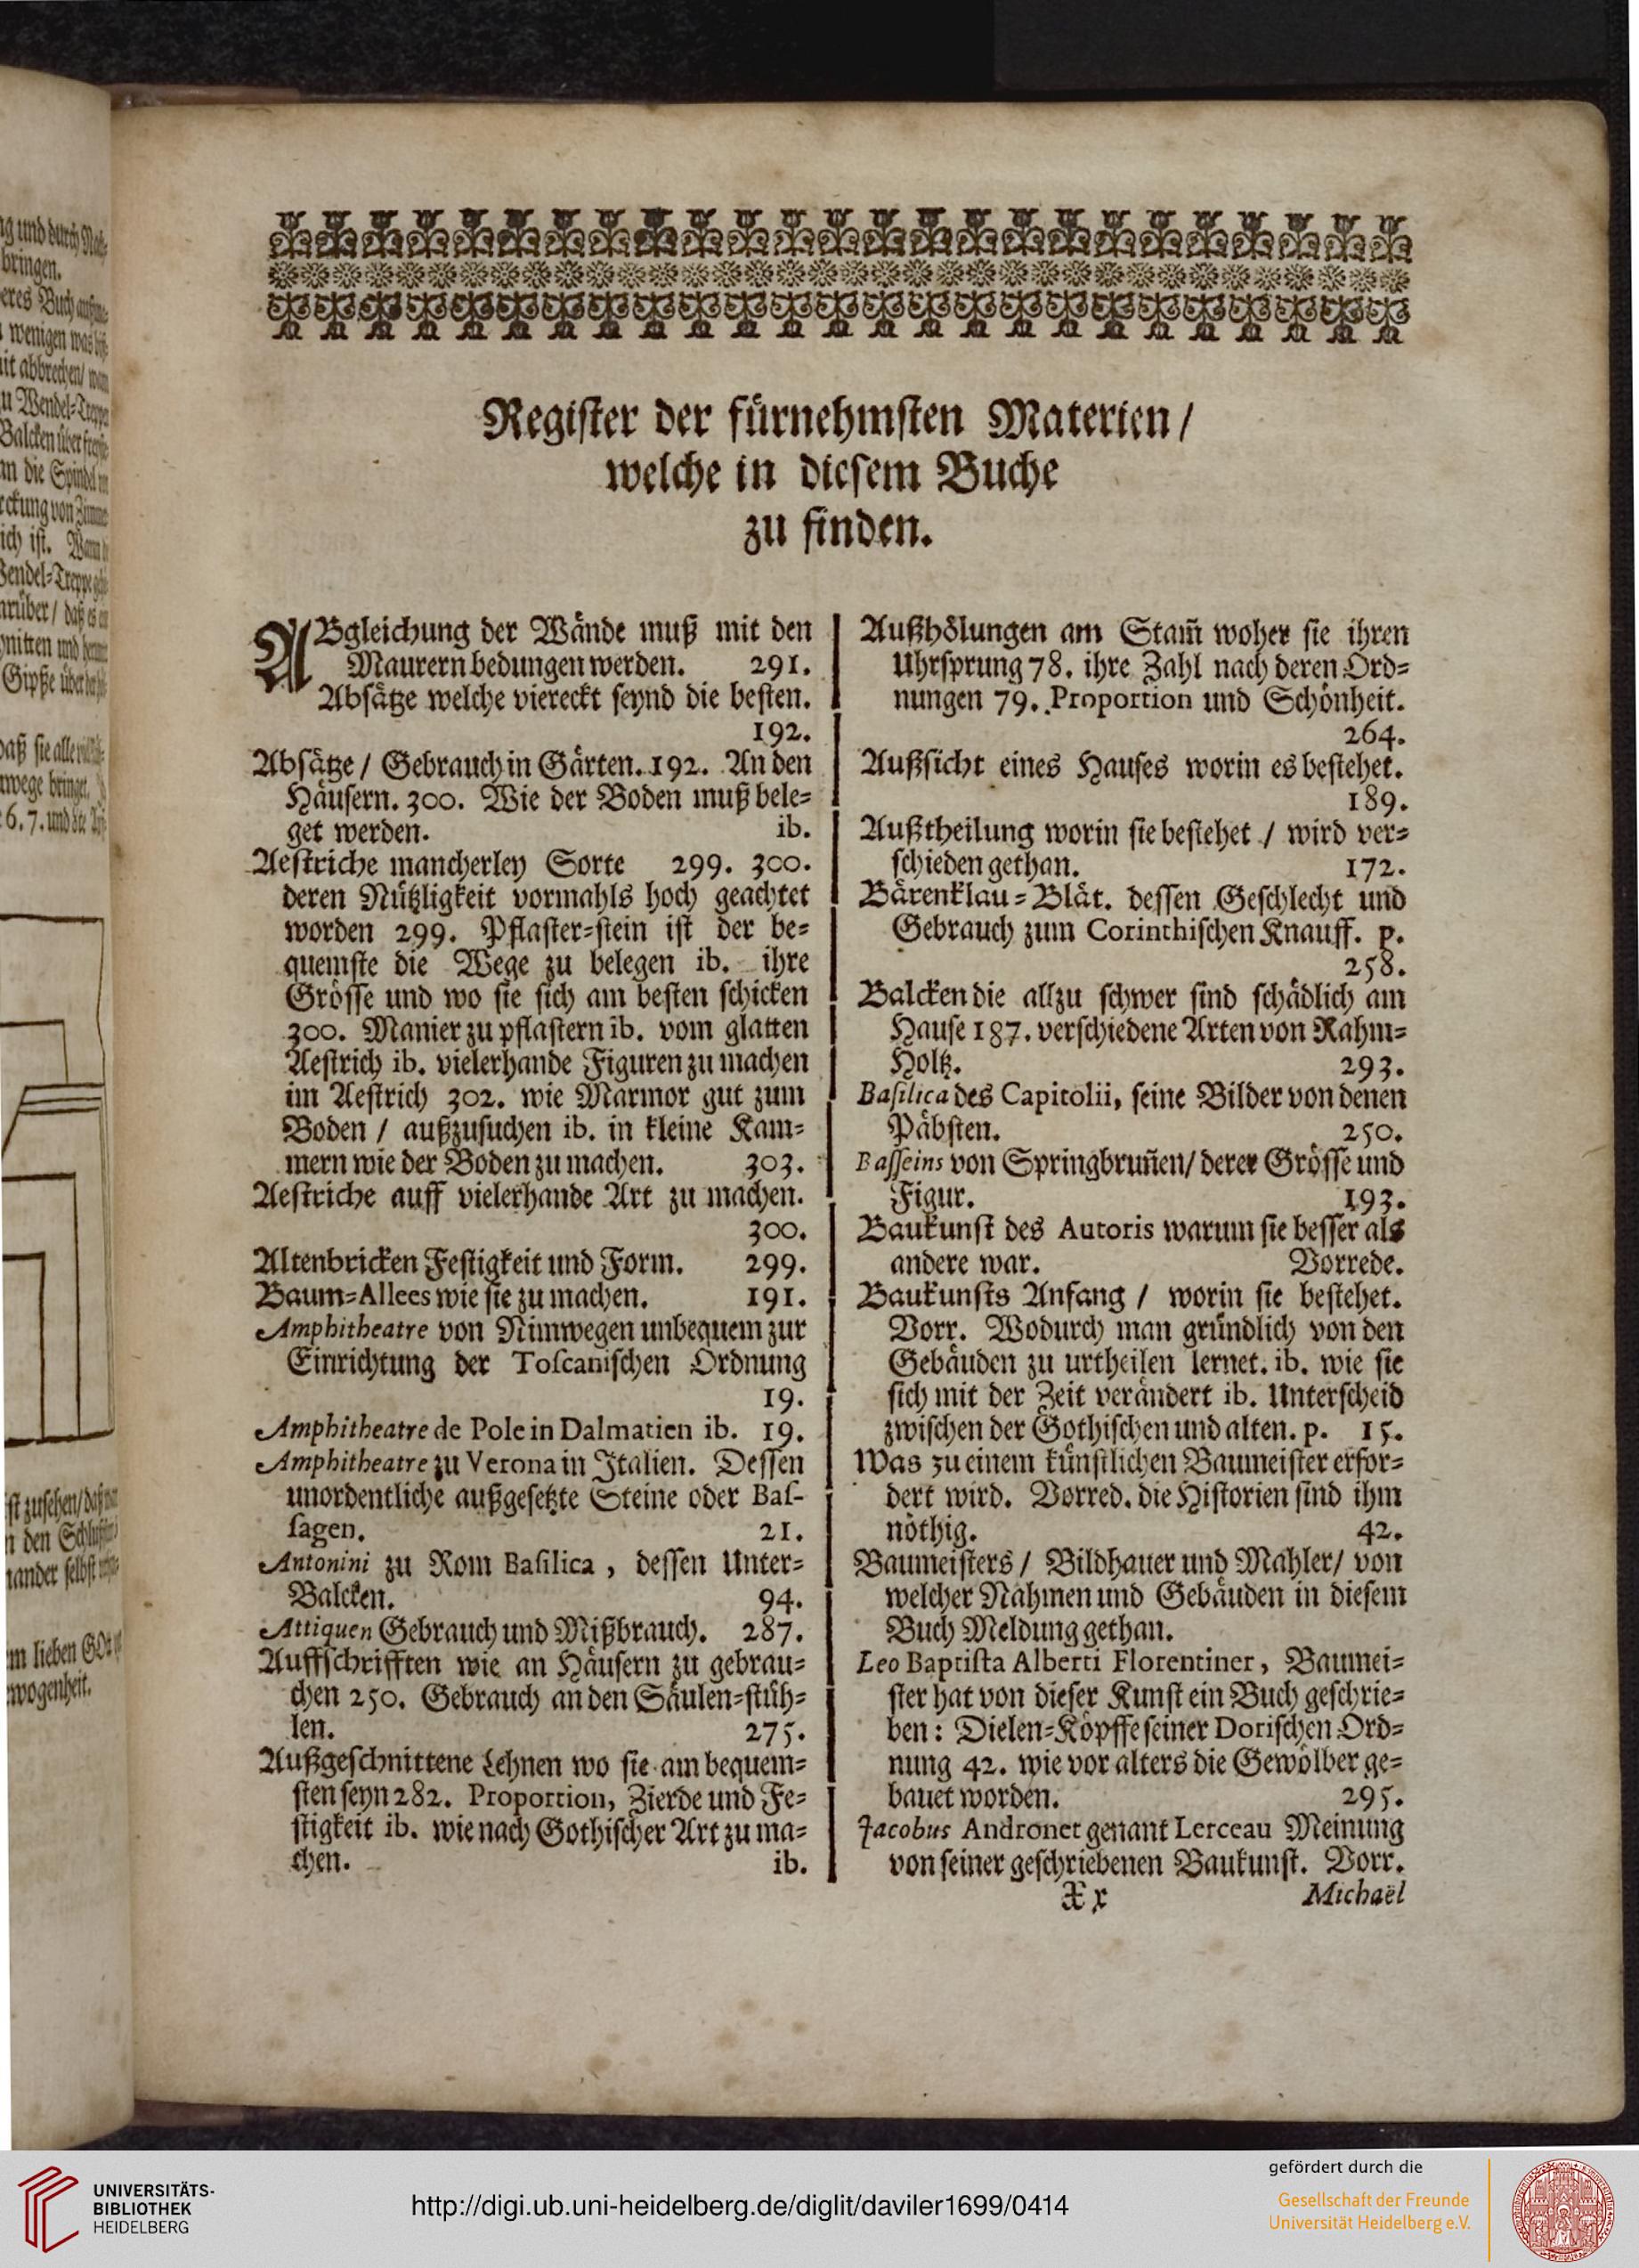 Register der fürnehmsten Materien /
welche in diesem Buche
zu finden.
ABgleichung der Wände muß mit den
Maurern bedungen werden. 291.
Absätze welche viereckt seynd die besten.
192.
Absätze / Gebrauch in Gärten. 192. An den
Häusern. 300. Wie der Boden muß bele=
get werden. ib.
Aestriche mancherley Sorte 299. 300.
deren Nützligkeit vormahls hoch geachtet
worden 299. Pflaster=stein ist der be=
quemste die Wege zu belegen ib. ihre
Grösse und wo sie sich am besten schicken
300. Manier zu pflastern ib. vom glatten
Aestrich ib. vielerhande Figuren zu machen
im Aestrich 302. wie Marmor gut zum
Boden / außzusuchen ib. in kleine Kam=
mern wie der Boden zu machen. 303.
Aestriche auff vielerhande Art zu machen.
300.
Altenbricken Festigkeit und Form. 299.
Baum=Allees wie sie zu machen. 191.
Amphitheatre von Nimwegen unbequem zur
Einrichtung der Toscanischen Ordnung
19.
Amphitheatre de Pole in Dalmatien ib. 19.
Amphitheatre zu Verona in Italien. Dessen
unordentliche außgesetzte Steine oder Bas-
sagen. 21.
Antonini zu Rom Basilica, dessen Unter=
Balcken. 94.
Attiquen Gebrauch und Mißbrauch. 287.
Auffschrifften wie an Häusern zu gebrau=
chen 250. Gebrauch an den Säulen=stüh=
len. 275.
Außgeschnittene Lehnen wo sie am bequem=
sten seyn 282. Proportion, Zierde und Fe=
stigkeit ib. wie nach Gothischer Art zu ma=
chen. ib.
Außhölungen am Stam̃ woher sie ihren
Uhrsprung 78. ihre Zahl nach deren Ord=
nungen 79. Proportion und Schönheit.
264.
Außsicht eines Hauses worin es bestehet.
189.
Außtheilung worin sie bestehet / wird ver=
schieden gethan. 172.
Bärenklau=Blät. dessen Geschlecht und
Gebrauch zum Corinthischen Knauff. p.
258.
Balcken die allzu schwer sind schädlich am
Hause 187. verschiedene Arten von Rahm=
Holtz. 293.
Basilica des Capitolii, seine Bilder von denen
Päbsten. 250.
Basseins von Springbruñen/ derer Grösse und
Figur. 193.
Baukunst des Autoris warum sie besser als
andere war. Vorrede.
Baukunsts Anfang / worin sie bestehet.
Vorr. Wodurch man gründlich von den
Gebäuden zu urtheilen lernet. ib. wie sie
sich mit der Zeit verändert ib. Unterscheid
zwischen der Gothischen und alten. p. 15.
Was zu einem künstlichen Baumeister erfor=
dert wird. Vorred. die Historien sind ihm
nöthig. 42.
Baumeisters / Bildhauer und Mahler/ von
welcher Nahmen und Gebäuden in diesem
Buch Meldung gethan.
Leo Baptista Alberti Florentiner, Baumei=
ster hat von dieser Kunst ein Buch geschrie=
ben: Dielen=Köpffe seiner Dorischen Ord=
nung 42. wie vor alters die Gewölber ge=
bauet worden. 295.
Jacobus Andronet genant Lerceau Meinung
von seiner geschriebenen Baukunst. Vorr.
Xx Michaël
UNIVERSITÄTS-
BIBLIOTHEK
HEIDELBERG
http://digi.ub.uni-heidelberg.de/diglit/daviler1699/0414
gefördert durch die
Gesellschaft der Freunde
Universität Heidelberg e.V.